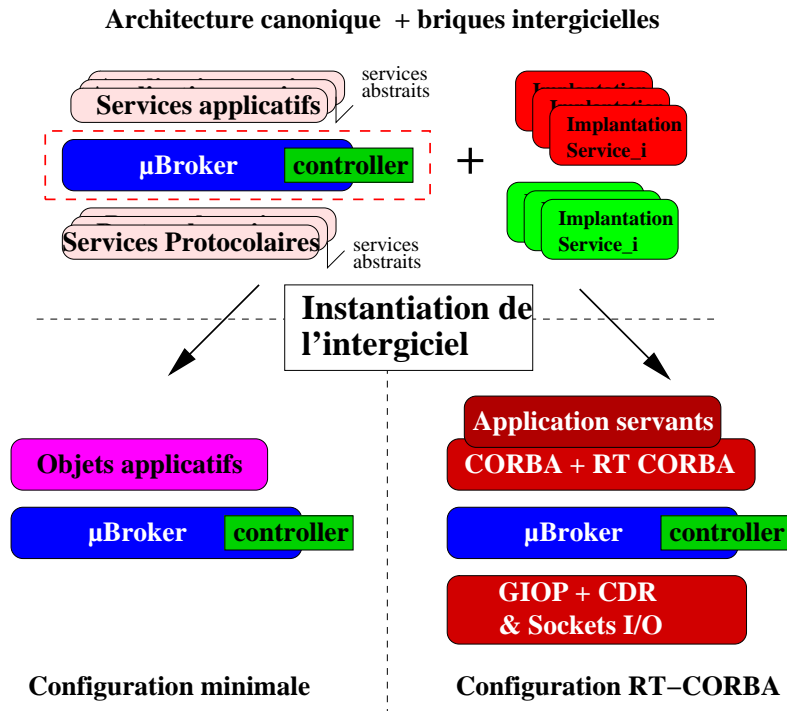 Architecture canonique + briques intergicielles
services
abstraits
Services applicatifs
µBroker
controller
+
Implantation
Implantation
Service_i
Services Protocolaires
services
abstraits
Implantation
Service_i
Instantiation de
l’intergiciel
Objets applicatifs
µBroker
controller
Application servants
CORBA + RT CORBA
µBroker
controller
GIOP + CDR
& Sockets I/O
Configuration minimale
Configuration RT−CORBA